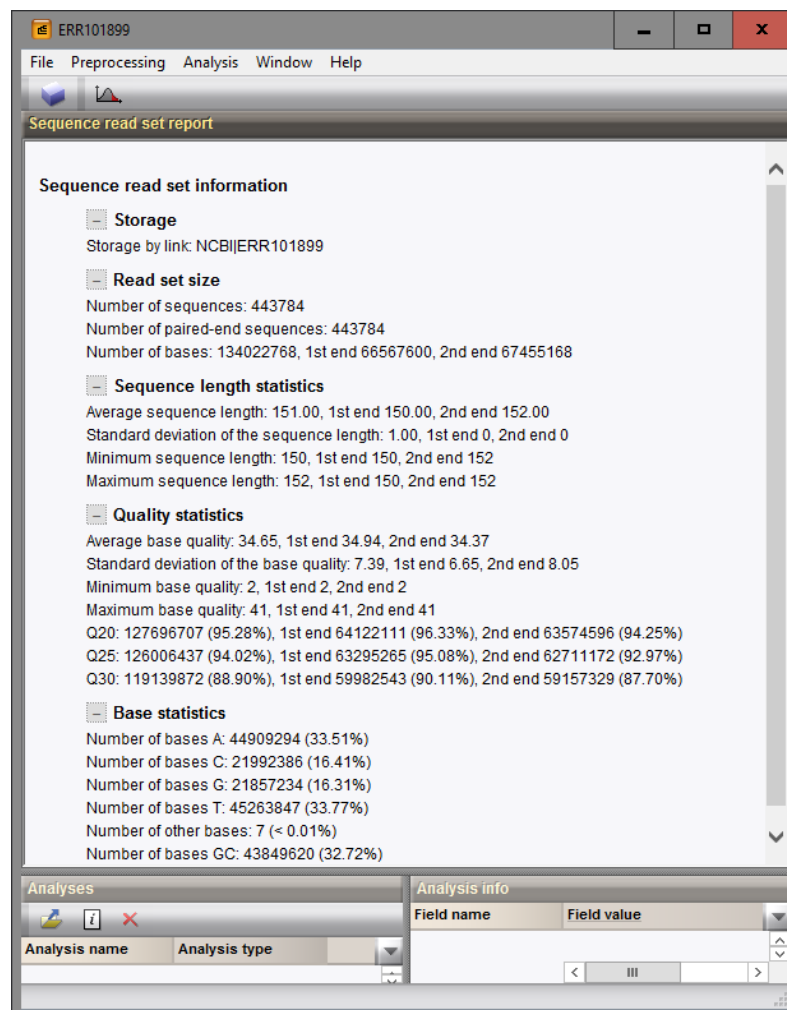 ERR101899
File Preprocessing Analysis Window Help
Sequence read set report
Sequence read set information
Storage
Storage by link: NCBI|ERR101899
Read set size
Number of sequences: 443784
Number of paired-end sequences: 443784
Number of bases: 134022768, 1st end 66567600, 2nd end 67455168
Sequence length statistics
Average sequence length: 151.00, 1st end 150.00, 2nd end 152.00
Standard deviation of the sequence length: 1.00, 1st end 0, 2nd end 0
Minimum sequence length: 150, 1st end 150, 2nd end 152
Maximum sequence length: 152, 1st end 150, 2nd end 152
Quality statistics
Average base quality: 34.65, 1st end 34.94, 2nd end 34.37
Standard deviation of the base quality: 7.39, 1st end 6.65, 2nd end 8.05
Minimum base quality: 2, 1st end 2, 2nd end 2
Maximum base quality: 41, 1st end 41, 2nd end 41
Q20: 127696707 (95.28%), 1st end 64122111 (96.33%), 2nd end 63574596 (94.25%)
Q25: 126006437 (94.02%), 1st end 63295265 (95.08%), 2nd end 62711172 (92.97%)
Q30: 119139872 (88.90%), 1st end 59982543 (90.11%), 2nd end 59157329 (87.70%)
Base statistics
Number of bases A: 44909294 (33.51%)
Number of bases C: 21992386 (16.41%)
Number of bases G: 21857234 (16.31%)
Number of bases T: 45263847 (33.77%)
Number of other bases: 7 (< 0.01%)
Number of bases GC: 43849620 (32.72%)
Analyses
Analysis name Analysis type
Analysis info
Field name Field value